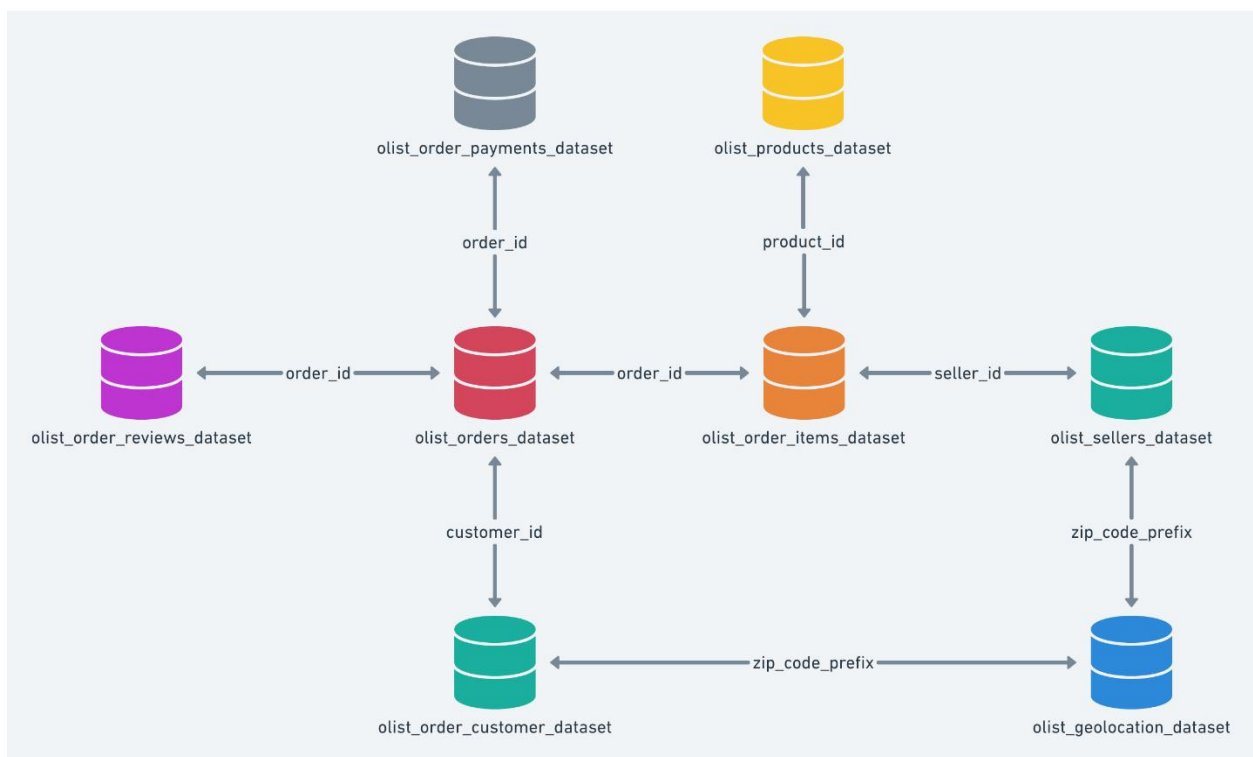 olist_order_payments_dataset
olist_products_dataset
order_id
product_id
order_id
order_id
seller_id
olist_order_reviews_dataset
olist_orders_dataset
olist_order_items_dataset
olist_sellers_dataset
customer_id
zip_code_prefix
zip_code_prefix
olist_order_customer_dataset
olist_geolocation_dataset